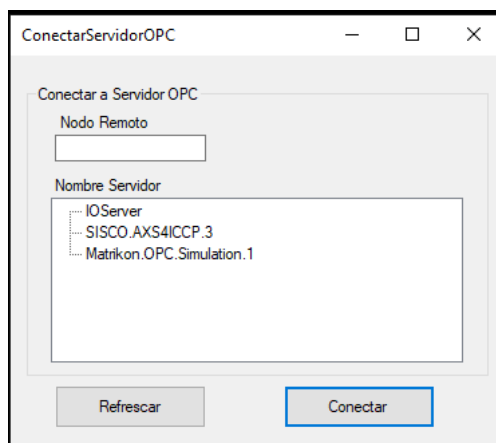 ConectarServidorOPC
Conectar a Servidor OPC
Nodo Remoto
Nombre Servidor
IOServer
SISCO.AXS4ICCP.3
Matrikon.OPC.Simulation.1
Refrescar
Conectar